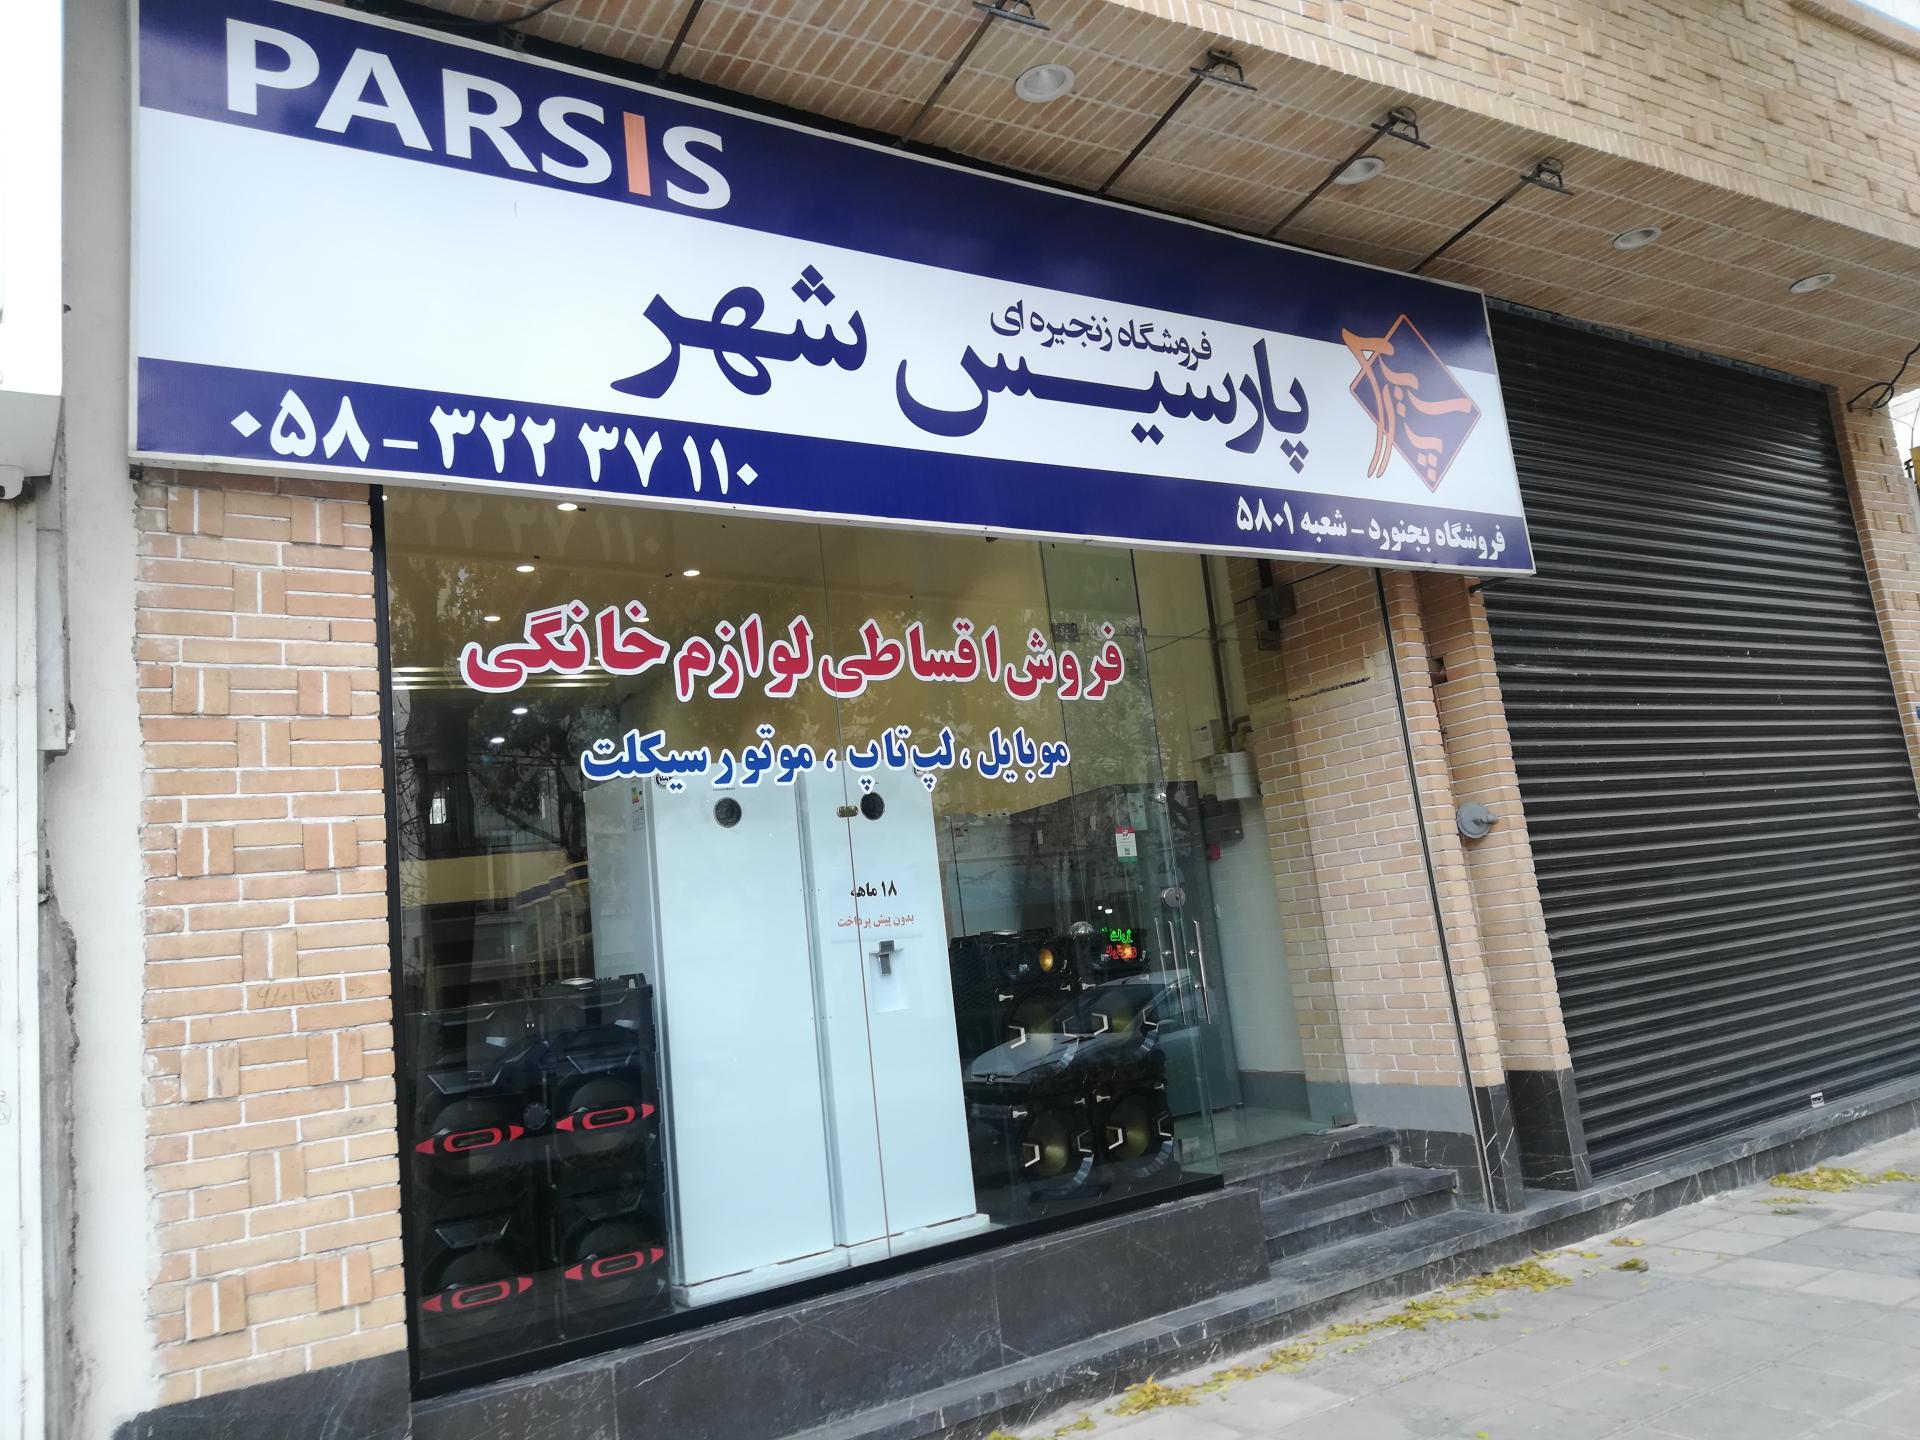 PARSIS
فروشگاه زنجیره ای
پارسیس شهر
۰۵۸-۳۲۲ ۳۷ ۱۱۰
فروشگاه بجنورد - شعبه ۵۸۰۱
فروش اقساطی لوازم خانگی
موبایل ، لپ تاپ ، موتور سیکلت
۱۸ ماهه
بدون پیش پرداخت